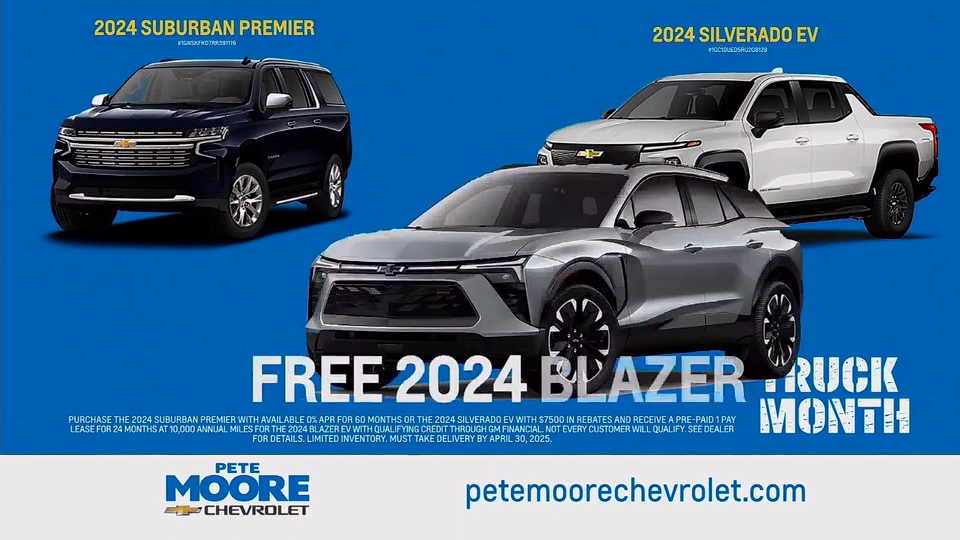 2024 SUBURBAN PREMIER
#1GNSKFKD7RR391119
2024 SILVERADO EV
#1GC10UED5RU208128
FREE 2024 BLAZER
TRUCK
MONTH
PURCHASE THE 2024 SUBURBAN PREMIER WITH AVAILABLE 0% APR FOR 60 MONTHS OR THE 2024 SILVERADO EV WITH $7500 IN REBATES AND RECEIVE A PRE-PAID 1 PAY
LEASE FOR 24 MONTHS AT 10,000 ANNUAL MILES FOR THE 2024 BLAZER EV WITH QUALIFYING CREDIT THROUGH GM FINANCIAL. NOT EVERY CUSTOMER WILL QUALIFY. SEE DEALER
FOR DETAILS. LIMITED INVENTORY. MUST TAKE DELIVERY BY APRIL 30, 2025.
PETE
MOORE
CHEVROLET
petemoorechevrolet.com